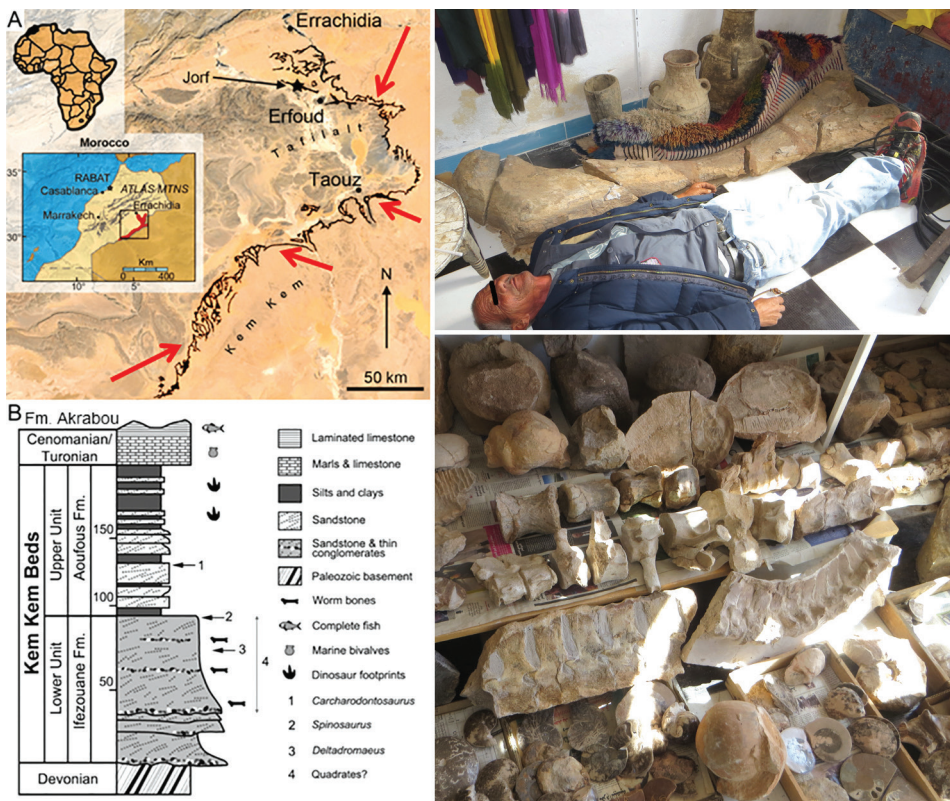 A
Errachidia
Jorf
Erfoud
Tafilalt
Taouz
Morocco
RABAT
Casablanca
ATLAS MTNS
Errachidia
Marrakech
35°
30°
Km
0 400
10° 5°
N
Kem Kem
50 km
B
Fm. Akrabou
Cenomanian/
Turonian
Kem Kem Beds
Upper Unit
Aoufous Fm.
Lower Unit
Ifezouane Fm.
Devonian
150
100
50
1
2
3
4
Laminated limestone
Marls & limestone
Silts and clays
Sandstone
Sandstone & thin
conglomerates
Paleozoic basement
Worm bones
Complete fish
Marine bivalves
Dinosaur footprints
1 Carcharodontosaurus
2 Spinosaurus
3 Deltadromaeus
4 Quadrates?